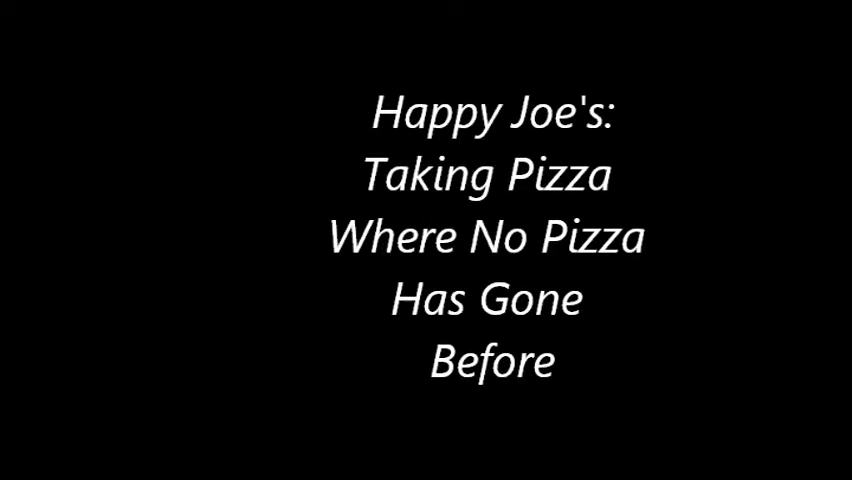 Happy Joe's:
Taking Pizza
Where No Pizza
Has Gone
Before